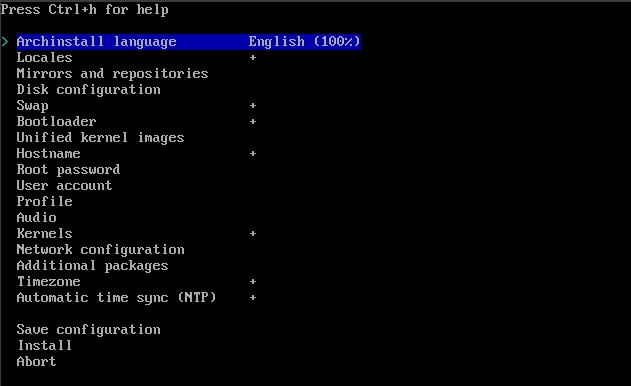 Press Ctrl+h for help
> Archinstall language English (100%)
Locales +
Mirrors and repositories
Disk configuration
Swap +
Bootloader +
Unified kernel images
Hostname +
Root password
User account
Profile
Audio
Kernels +
Network configuration
Additional packages
Timezone +
Automatic time sync (NTP) +
Save configuration
Install
Abort